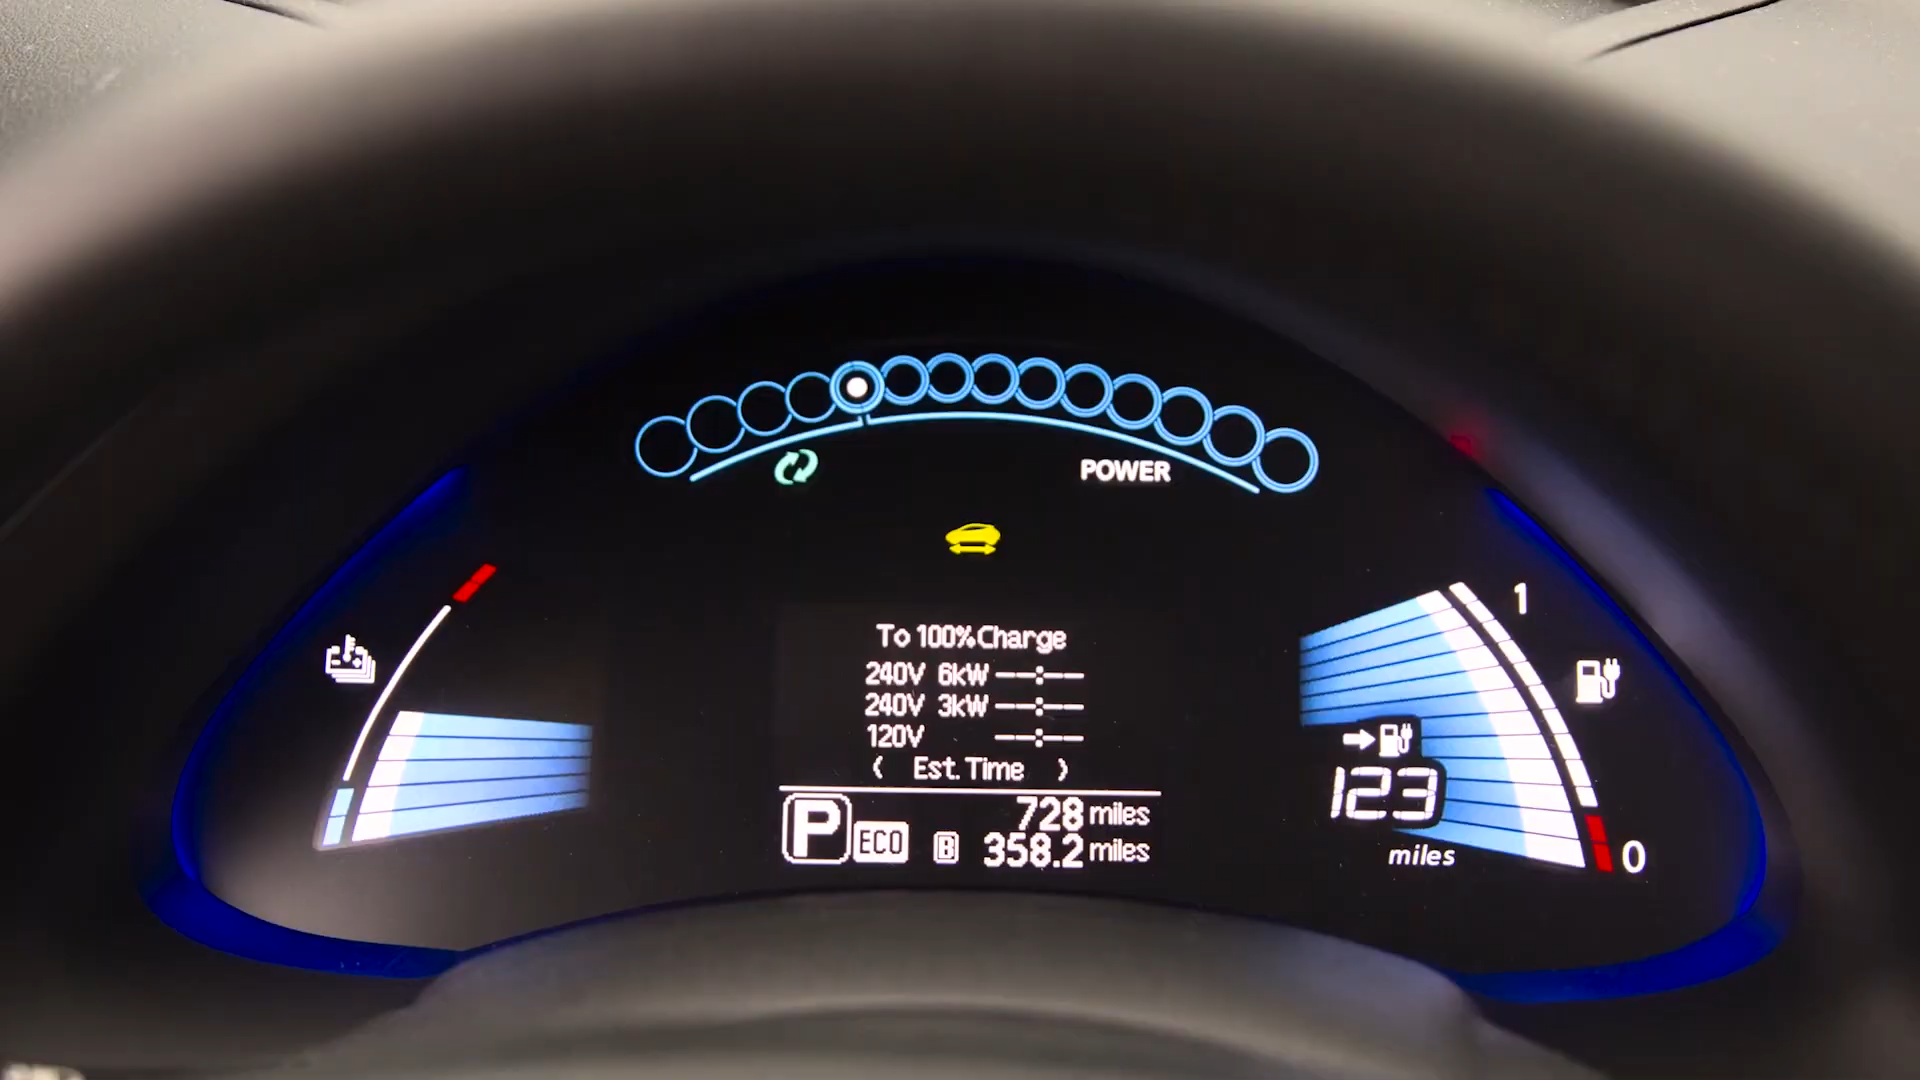 POWER
To 100% Charge
240V 6kW --:--
240V 3kW --:--
120V --:--
Est. Time
P ECO 728 miles
B 358.2 miles
1
123
miles
0